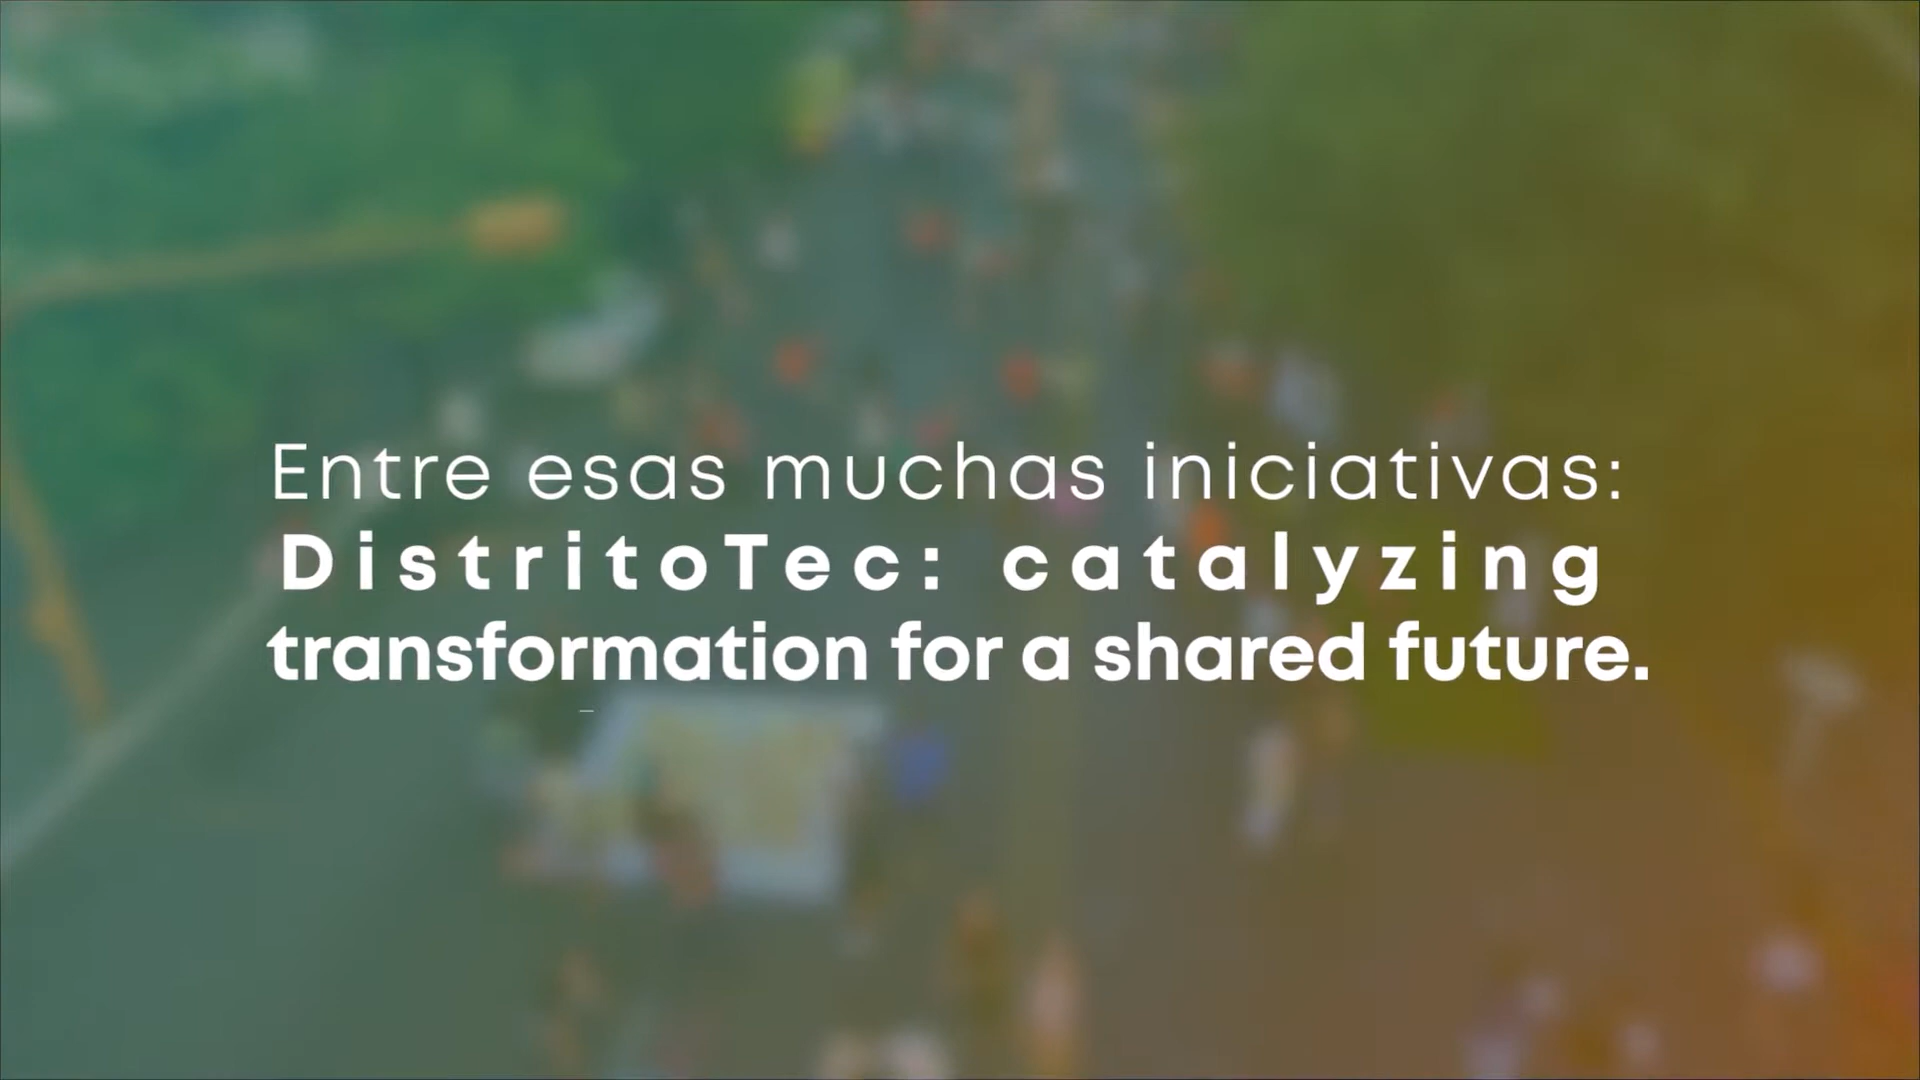 Entre esas muchas iniciativas:
DistritoTec: catalyzing
transformation for a shared future.